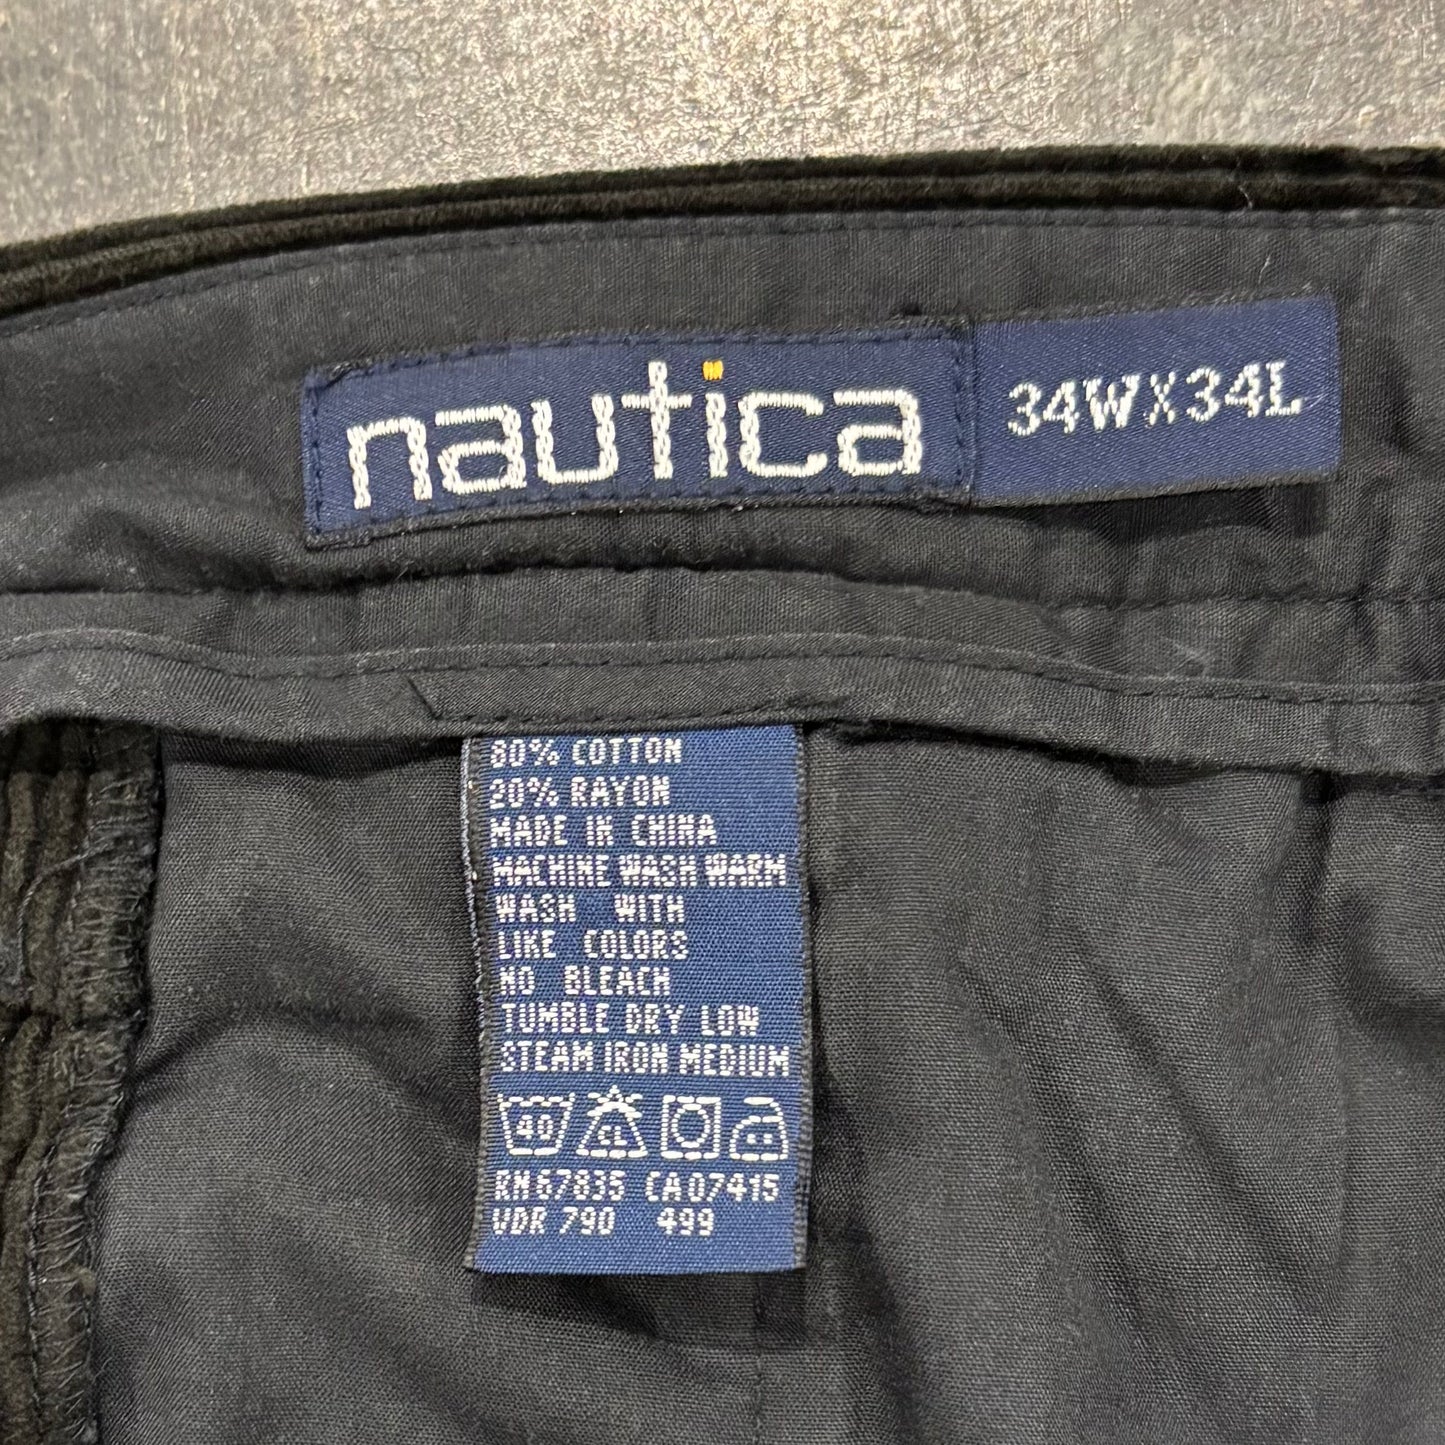 nautica 34W X 34L
80% COTTON
20% RAYON
MADE IN CHINA
MACHINE WASH WARM
WASH WITH
LIKE COLORS
NO BLEACH
TUMBLE DRY LOW
STEAM IRON MEDIUM
40 CL
RN 67835 CA 07415
VDR 790 499